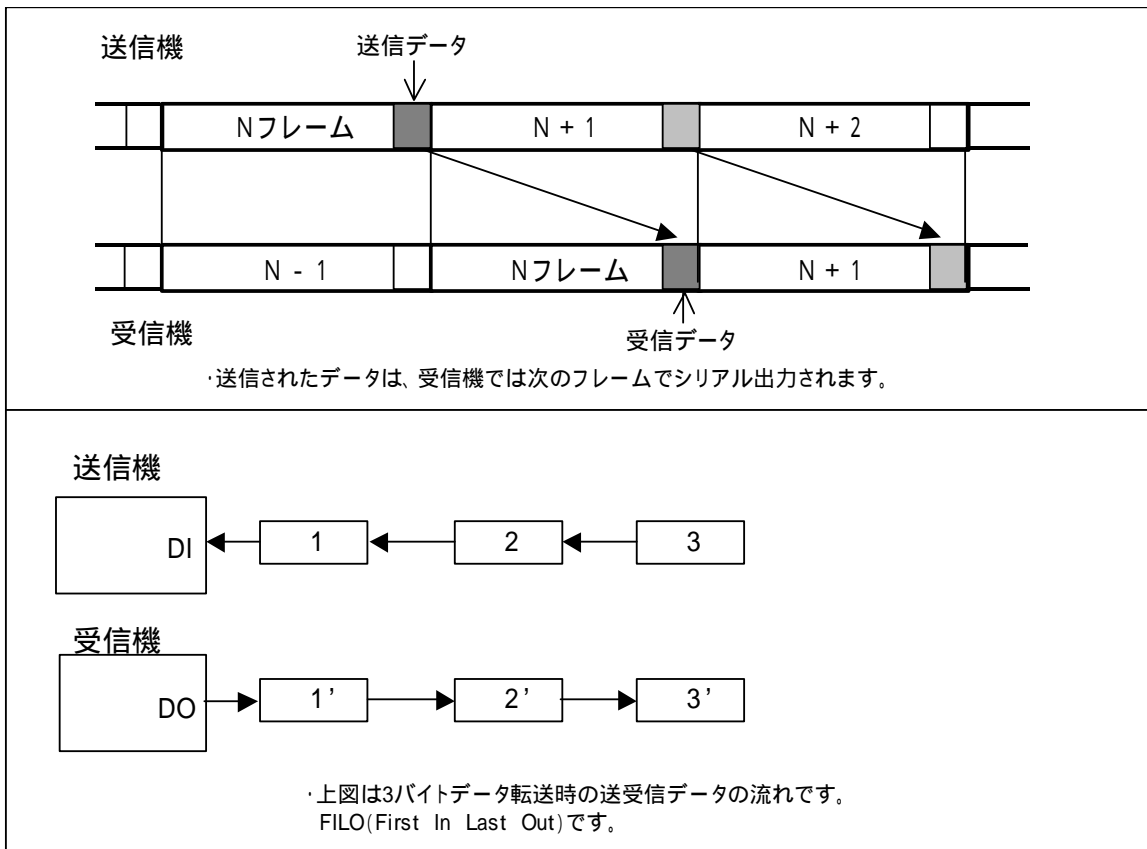 送信機
送信データ
Nフレーム
N + 1
N + 2
N - 1
Nフレーム
N + 1
受信機
受信データ
・送信されたデータは、受信機では次のフレームでシリアル出力されます。
送信機
DI
1
2
3
受信機
DO
1’
2’
3’
・上図は3バイトデータ転送時の送受信データの流れです。
FILO(First In Last Out)です。